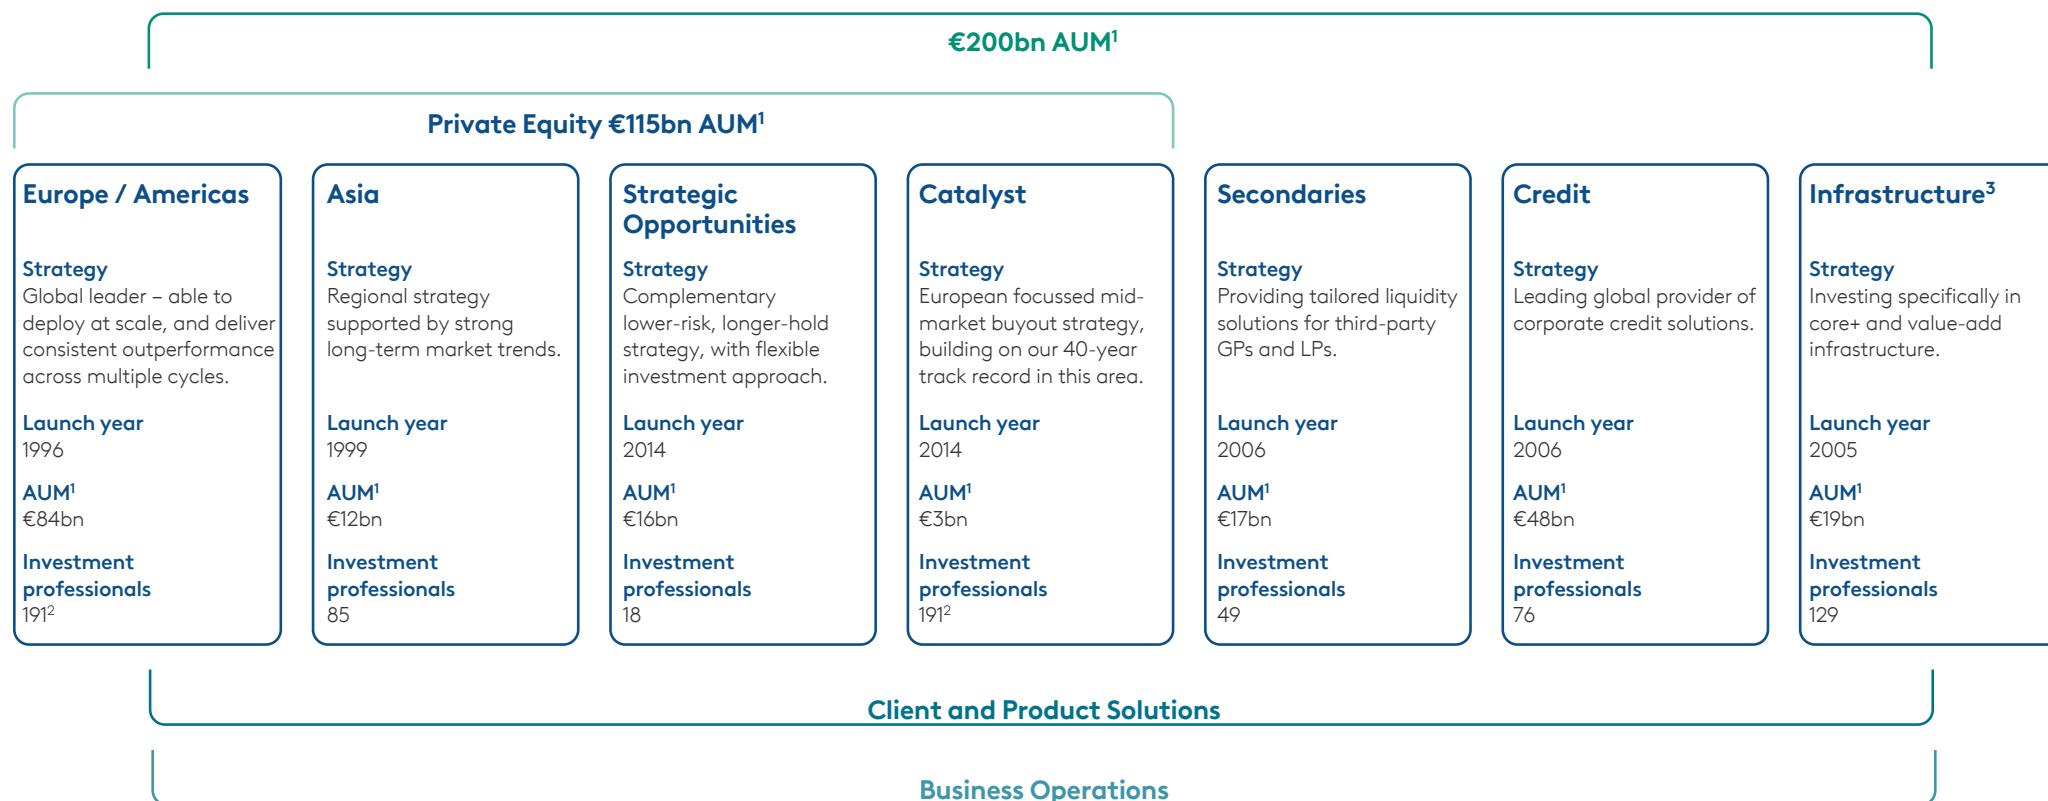 €200bn AUM¹
Private Equity €115bn AUM¹
Europe / Americas
Strategy
Global leader – able to
deploy at scale, and deliver
consistent outperformance
across multiple cycles.
Launch year
1996
AUM¹
€84bn
Investment
professionals
191²
Asia
Strategy
Regional strategy
supported by strong
long-term market trends.
Launch year
1999
AUM¹
€12bn
Investment
professionals
85
Strategic
Opportunities
Strategy
Complementary
lower-risk, longer-hold
strategy, with flexible
investment approach.
Launch year
2014
AUM¹
€16bn
Investment
professionals
18
Catalyst
Strategy
European focussed mid-
market buyout strategy,
building on our 40-year
track record in this area.
Launch year
2014
AUM¹
€3bn
Investment
professionals
191²
Secondaries
Strategy
Providing tailored liquidity
solutions for third-party
GPs and LPs.
Launch year
2006
AUM¹
€17bn
Investment
professionals
49
Credit
Strategy
Leading global provider of
corporate credit solutions.
Launch year
2006
AUM¹
€48bn
Investment
professionals
76
Infrastructure³
Strategy
Investing specifically in
core+ and value-add
infrastructure.
Launch year
2005
AUM¹
€19bn
Investment
professionals
129
Client and Product Solutions
Business Operations